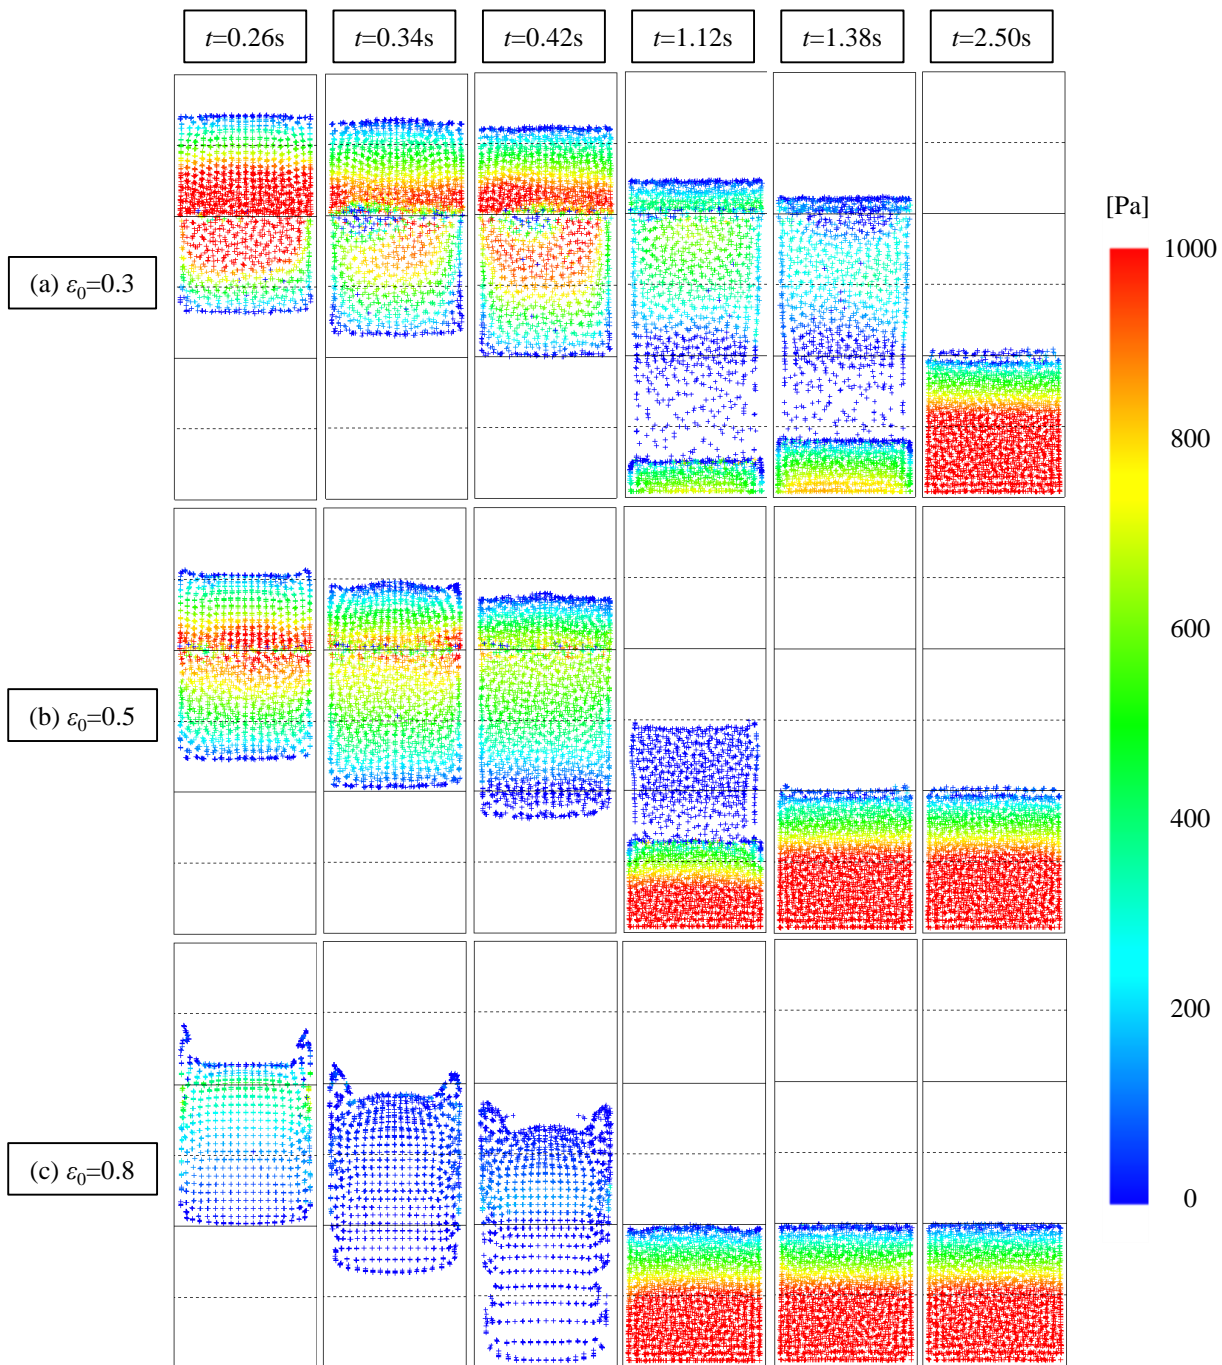 t=0.26s t=0.34s t=0.42s t=1.12s t=1.38s t=2.50s
[Pa]
1000
(a) ε₀=0.3
800
600
(b) ε₀=0.5
400
200
(c) ε₀=0.8
0